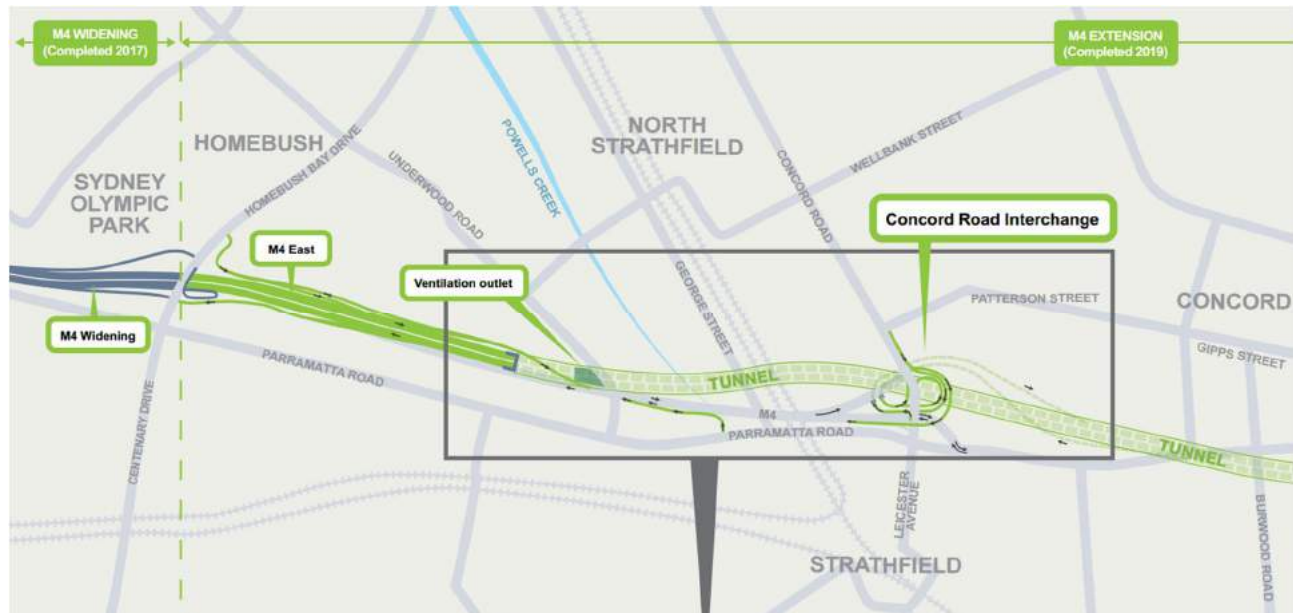 M4 WIDENING
(Completed 2017)
M4 EXTENSION
(Completed 2019)
HOMEBUSH
NORTH
STRATHFIELD
SYDNEY
OLYMPIC
PARK
HOMEBUSH BAY DRIVE
UNDERWOOD ROAD
POWELLS CREEK
CONCORD ROAD
WELLBANK STREET
Concord Road Interchange
M4 East
Ventilation outlet
GEORGE STREET
PATTERSON STREET
CONCORD
M4 Widening
GIPPS STREET
PARRAMATTA ROAD
TUNNEL
M4
PARRAMATTA ROAD
CENTENARY DRIVE
TUNNEL
LEICESTER
AVENUE
BURWOOD ROAD
STRATHFIELD